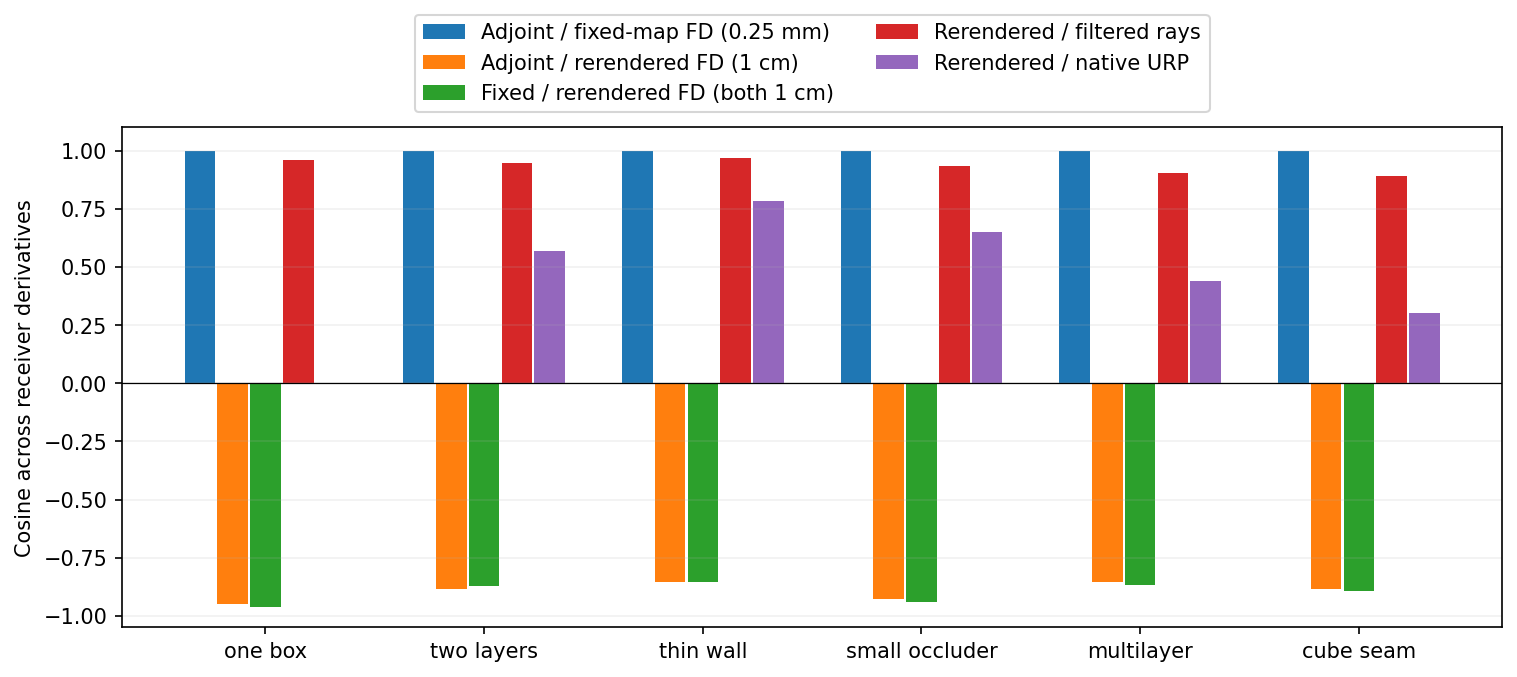 Adjoint / fixed-map FD (0.25 mm)
Adjoint / rerendered FD (1 cm)
Fixed / rerendered FD (both 1 cm)
Rerendered / filtered rays
Rerendered / native URP
Cosine across receiver derivatives
1.00
0.75
0.50
0.25
0.00
−0.25
−0.50
−0.75
−1.00
one box
two layers
thin wall
small occluder
multilayer
cube seam